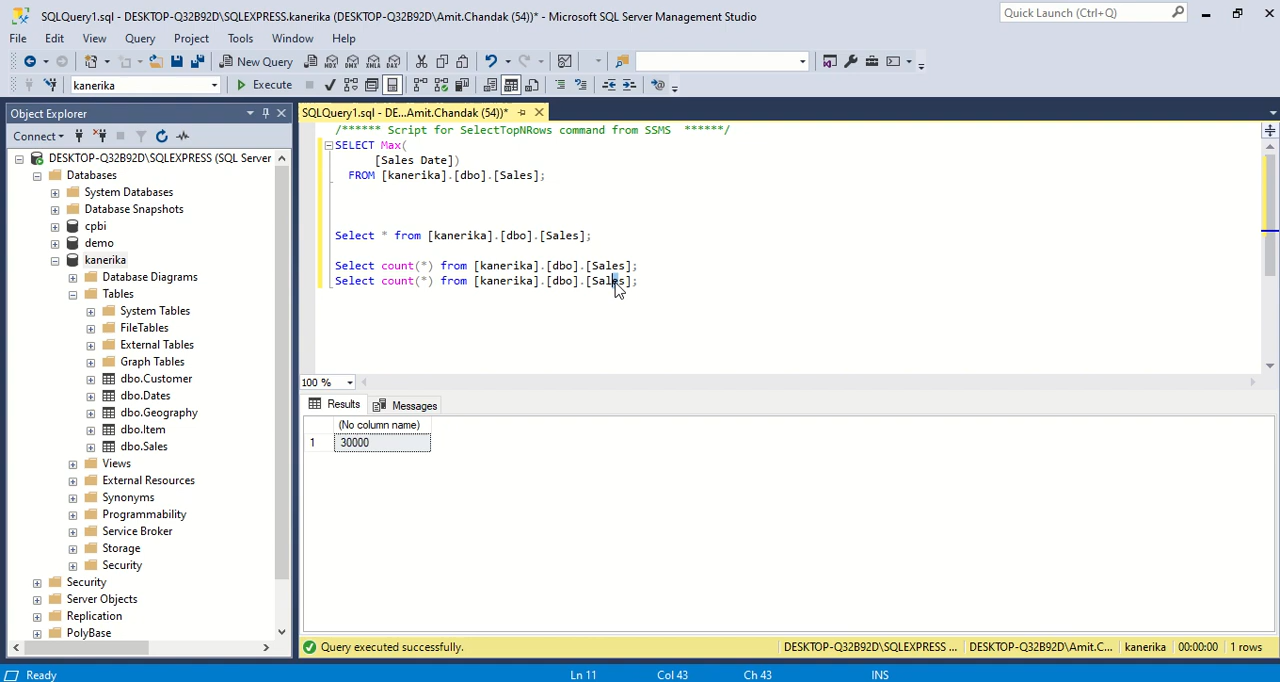 SQLQuery1.sql - DESKTOP-Q32B92D\SQLEXPRESS.kanerika (DESKTOP-Q32B92D\Amit.Chandak (54))* - Microsoft SQL Server Management Studio
Quick Launch (Ctrl+Q)
File Edit View Query Project Tools Window Help
New Query
kanerika
Execute
Object Explorer
SQLQuery1.sql - DE...Amit.Chandak (54))*
Connect
DESKTOP-Q32B92D\SQLEXPRESS (SQL Server
Databases
System Databases
Database Snapshots
cpbi
demo
kanerika
Database Diagrams
Tables
System Tables
FileTables
External Tables
Graph Tables
dbo.Customer
dbo.Dates
dbo.Geography
dbo.Item
dbo.Sales
Views
External Resources
Synonyms
Programmability
Service Broker
Storage
Security
Security
Server Objects
Replication
PolyBase
/****** Script for SelectTopNRows command from SSMS ******/
SELECT Max(
[Sales Date])
FROM [kanerika].[dbo].[Sales];
Select * from [kanerika].[dbo].[Sales];
Select count(*) from [kanerika].[dbo].[Sales];
Select count(*) from [kanerika].[dbo].[Sales];
100 %
Results Messages
(No column name)
1 30000
Query executed successfully.
DESKTOP-Q32B92D\SQLEXPRESS ... DESKTOP-Q32B92D\Amit.C... kanerika 00:00:00 1 rows
Ready Ln 11 Col 43 Ch 43 INS